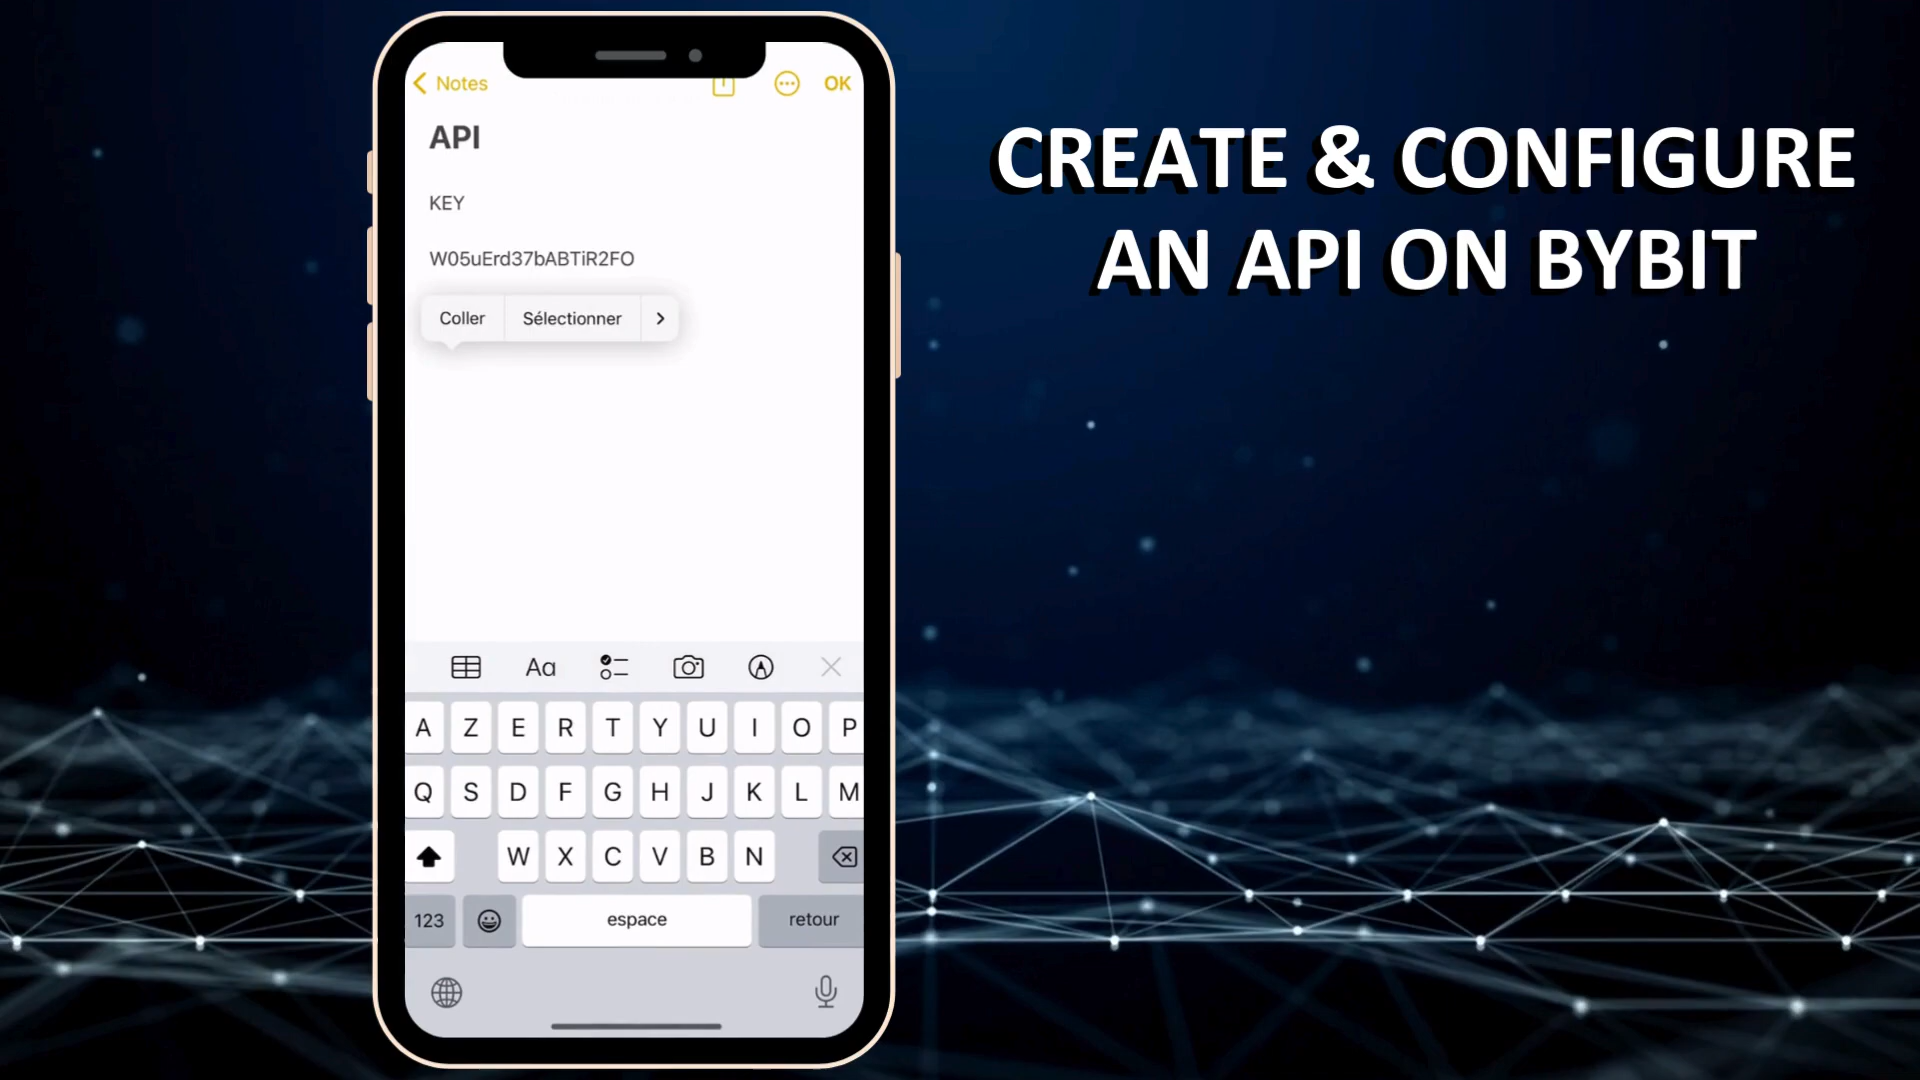 Notes
OK
API
KEY
W05uErd37bABTiR2FO
Coller
Sélectionner
Aa
A Z E R T Y U I O P
Q S D F G H J K L M
W X C V B N
123
espace
retour
CREATE & CONFIGURE
AN API ON BYBIT